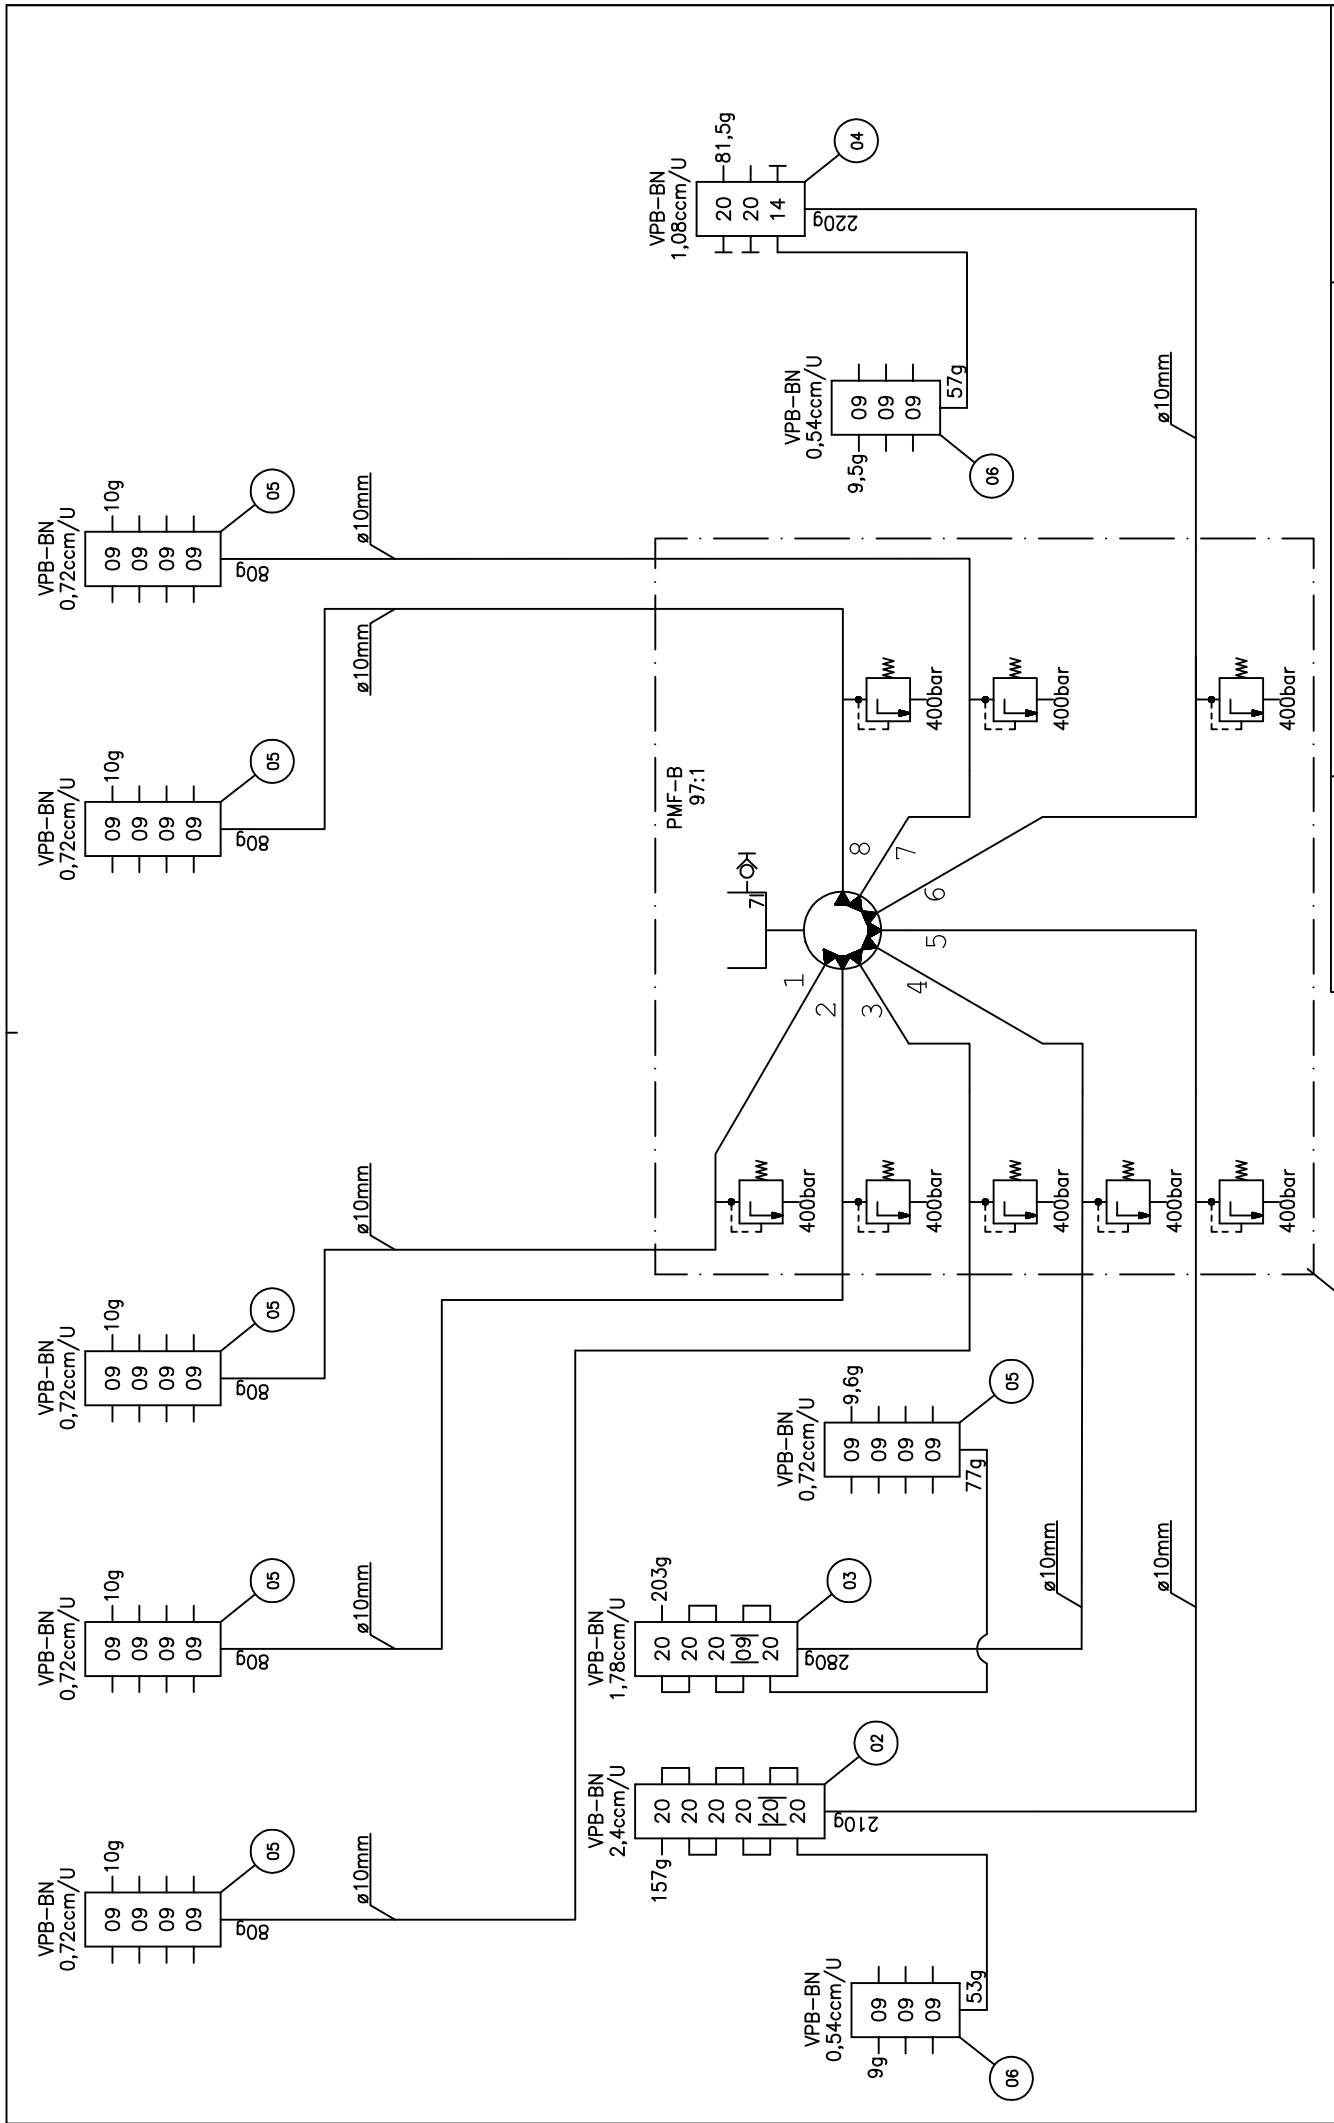 VPB-BN
0,72ccm/U
09
09
09
09
10g
80g
05
ø10mm
VPB-BN
0,72ccm/U
09
09
09
09
10g
80g
05
ø10mm
VPB-BN
0,72ccm/U
09
09
09
09
10g
80g
05
ø10mm
VPB-BN
0,72ccm/U
09
09
09
09
10g
80g
05
ø10mm
VPB-BN
0,72ccm/U
09
09
09
09
10g
80g
05
ø10mm
VPB-BN
2,4ccm/U
157g
20
20
20
20
20
20
210g
02
VPB-BN
1,78ccm/U
20
20
20
09
20
203g
280g
03
VPB-BN
0,54ccm/U
9g
09
09
09
53g
06
VPB-BN
0,72ccm/U
09
09
09
09
9,6g
77g
05
ø10mm
ø10mm
PMF-B
97:1
7l
1
2
3
4
5
6
7
8
400bar
400bar
400bar
400bar
400bar
400bar
400bar
400bar
VPB-BN
1,08ccm/U
20
20
14
81,5g
220g
04
VPB-BN
0,54ccm/U
9,5g
09
09
09
57g
06
ø10mm